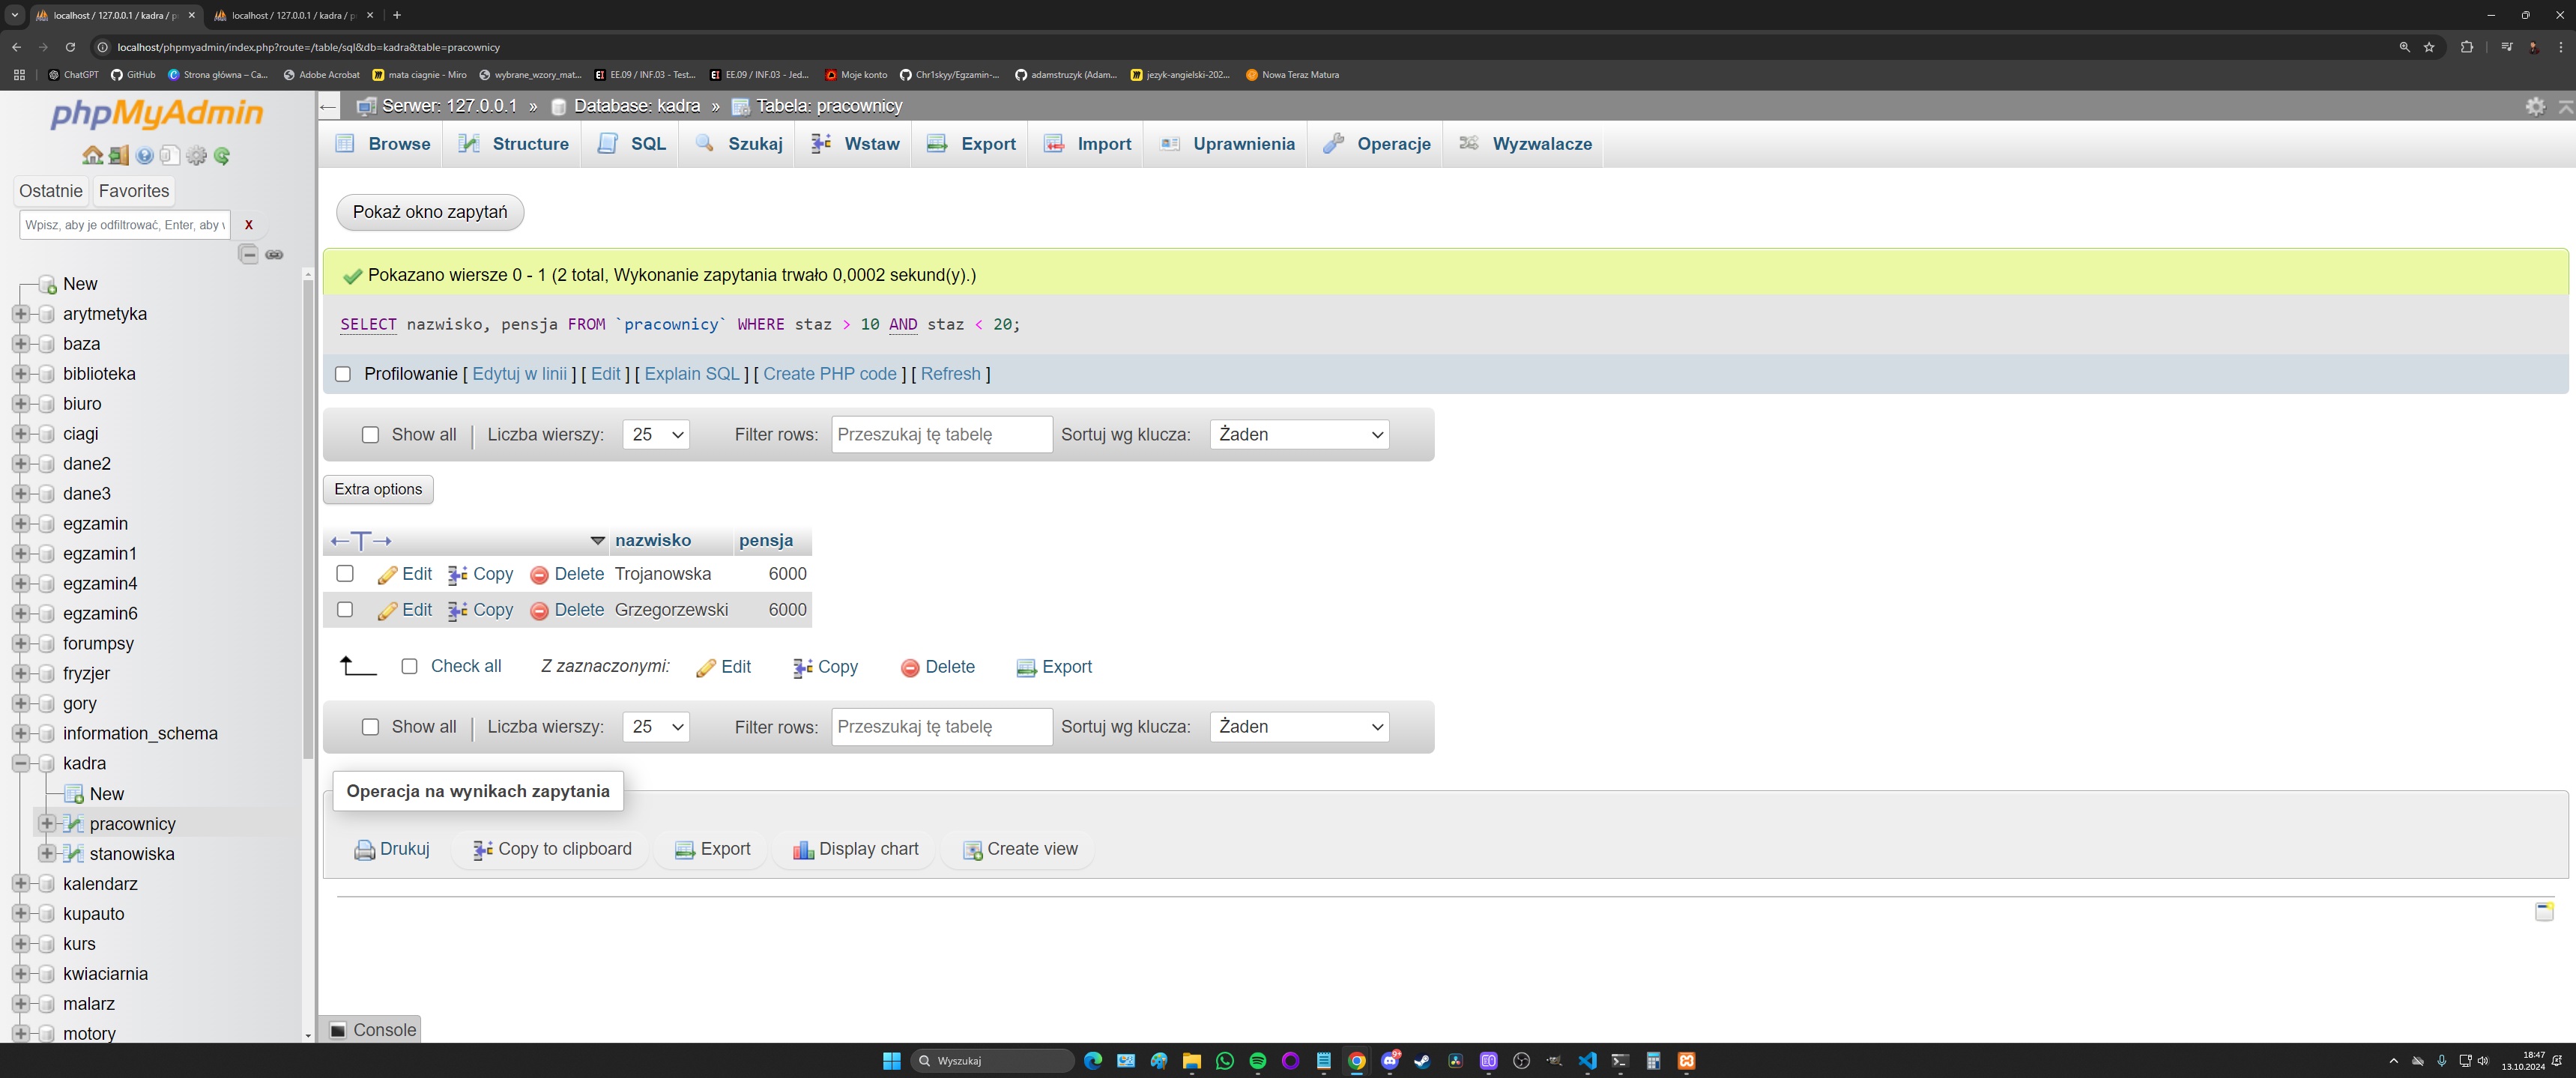 localhost / 127.0.0.1 / kadra / p
localhost / 127.0.0.1 / kadra / p
localhost/phpmyadmin/index.php?route=/table/sql&db=kadra&table=pracownicy
ChatGPT
GitHub
Strona główna – Ca...
Adobe Acrobat
mata ciagnie - Miro
wybrane_wzory_mat...
EE.09 / INF.03 - Test...
EE.09 / INF.03 - Jed...
Moje konto
Chr1skyy/Egzamin-...
adamstruzyk (Adam...
jezyk-angielski-202...
Nowa Teraz Matura
phpMyAdmin
Ostatnie
Favorites
Wpisz, aby je odfiltrować, Enter, aby
X
New
arytmetyka
baza
biblioteka
biuro
ciagi
dane2
dane3
egzamin
egzamin1
egzamin4
egzamin6
forumpsy
fryzjer
gory
information_schema
kadra
New
pracownicy
stanowiska
kalendarz
kupauto
kurs
kwiaciarnia
malarz
motory
Serwer: 127.0.0.1 » Database: kadra » Tabela: pracownicy
Browse Structure SQL Szukaj Wstaw Export Import Uprawnienia Operacje Wyzwalacze
Pokaż okno zapytań
Pokazano wiersze 0 - 1 (2 total, Wykonanie zapytania trwało 0,0002 sekund(y).)
SELECT nazwisko, pensja FROM `pracownicy` WHERE staz > 10 AND staz < 20;
Profilowanie [ Edytuj w linii ] [ Edit ] [ Explain SQL ] [ Create PHP code ] [ Refresh ]
Show all Liczba wierszy: 25 Filter rows: Przeszukaj tę tabelę Sortuj wg klucza: Żaden
Extra options
nazwisko pensja
Edit Copy Delete Trojanowska 6000
Edit Copy Delete Grzegorzewski 6000
Check all Z zaznaczonymi: Edit Copy Delete Export
Show all Liczba wierszy: 25 Filter rows: Przeszukaj tę tabelę Sortuj wg klucza: Żaden
Operacja na wynikach zapytania
Drukuj Copy to clipboard Export Display chart Create view
Console
Wyszukaj
18:47
13.10.2024